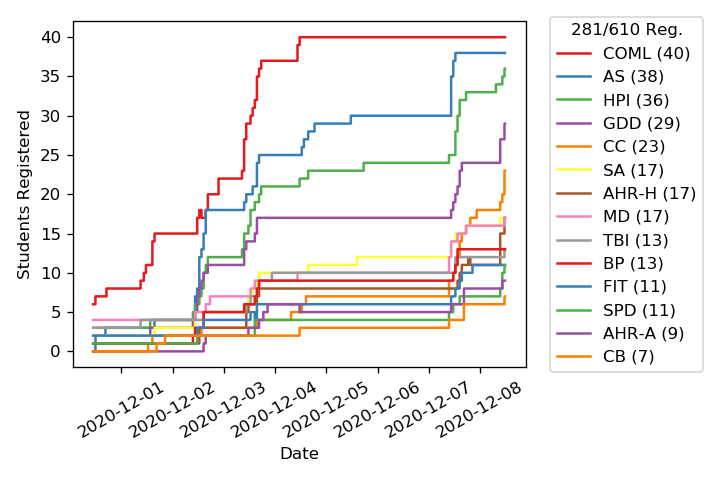 281/610 Reg.
COML (40)
AS (38)
HPI (36)
GDD (29)
CC (23)
SA (17)
AHR-H (17)
MD (17)
TBI (13)
BP (13)
FIT (11)
SPD (11)
AHR-A (9)
CB (7)
Students Registered
40
35
30
25
20
15
10
5
0
2020-12-01
2020-12-02
2020-12-03
2020-12-04
2020-12-05
2020-12-06
2020-12-07
2020-12-08
Date